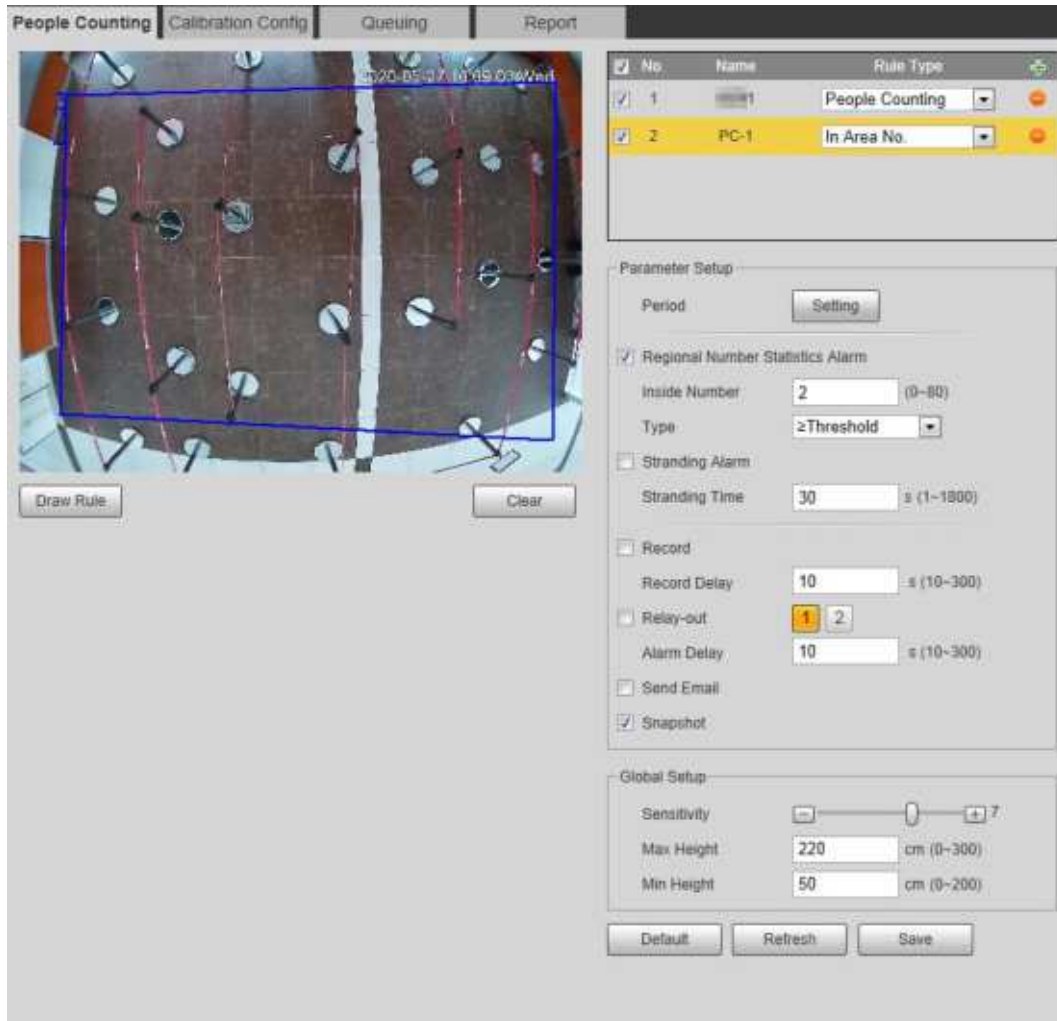 People Counting Calibration Config Queuing Report
No. Name Rule Type
1 People Counting
2 PC-1 In Area No.
Parameter Setup
Period Setting
Regional Number Statistics Alarm
Inside Number 2 (0~80)
Type ≥Threshold
Stranding Alarm
Stranding Time 30 s (1~1800)
Record
Record Delay 10 s (10~300)
Relay-out 1 2
Alarm Delay 10 s (10~300)
Send Email
Snapshot
Global Setup
Sensitivity 7
Max Height 220 cm (0~300)
Min Height 50 cm (0~200)
Default Refresh Save
Draw Rule Clear